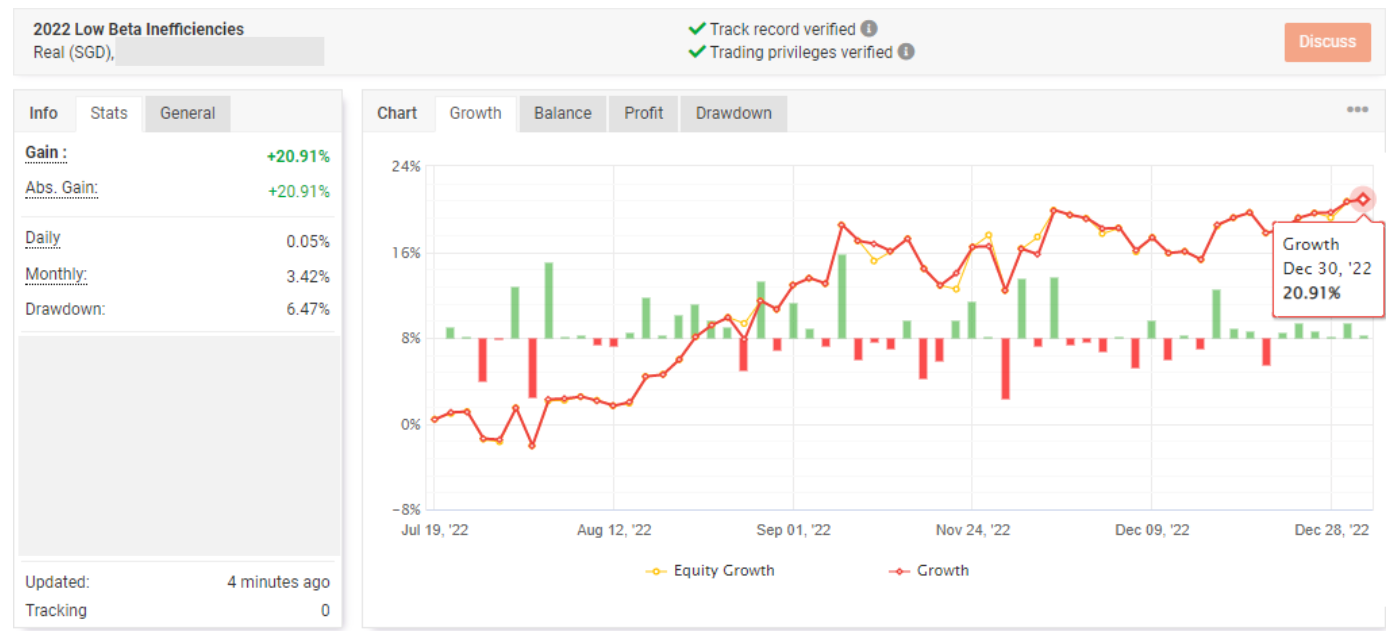 2022 Low Beta Inefficiencies
Real (SGD),
Track record verified
Trading privileges verified
Discuss
Info Stats General
Gain : +20.91%
Abs. Gain: +20.91%
Daily 0.05%
Monthly: 3.42%
Drawdown: 6.47%
Updated: 4 minutes ago
Tracking 0
Chart Growth Balance Profit Drawdown
24%
16%
8%
0%
-8%
Growth
Dec 30, '22
20.91%
Jul 19, '22 Aug 12, '22 Sep 01, '22 Nov 24, '22 Dec 09, '22 Dec 28, '22
Equity Growth Growth